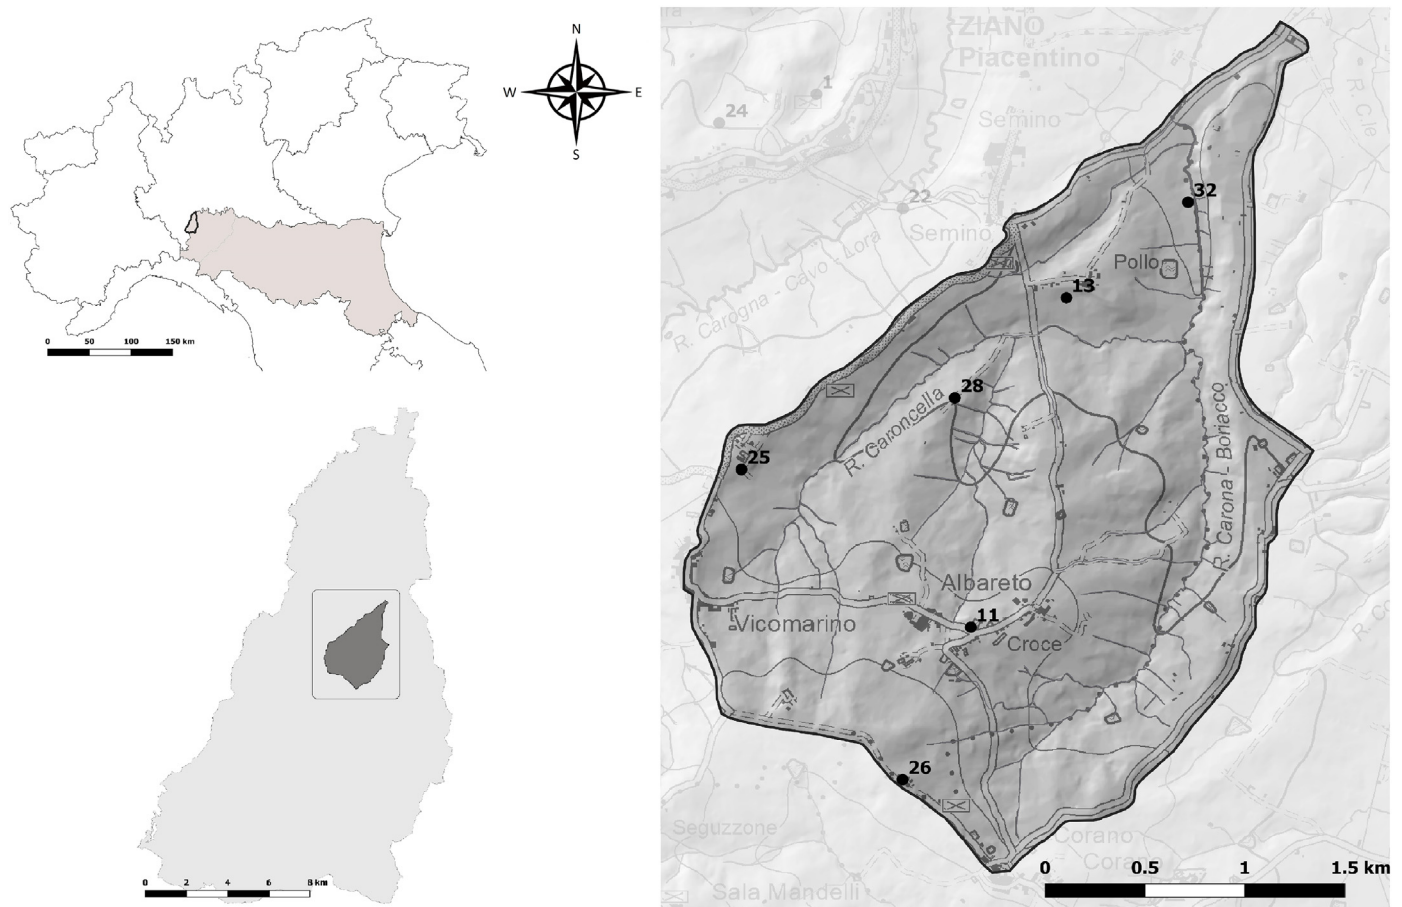 N
W
E
S
0 50 100 150 km
0 2 4 6 8 km
ZIANO
Piacentino
1
24
Semino
R. C.le
22
Semino
R. Carogna - Cavo - Lora
32
Pollo
13
28
R. Caroncella
25
R. Carona - Boriacco
Albareto
11
Vicomarino
Croce
26
Seguzzone
Corano
Corano
Sala Mandelli
0 0.5 1 1.5 km